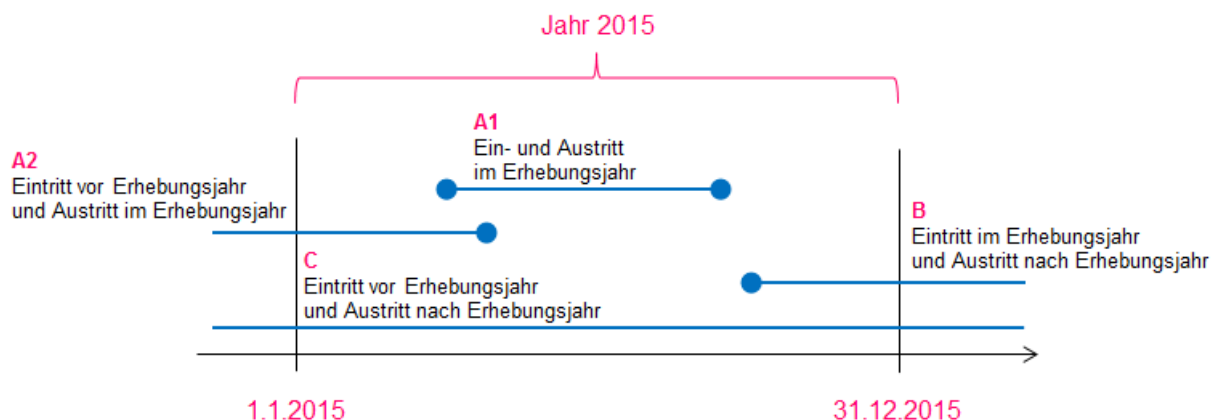 Jahr 2015
A1
Ein- und Austritt
im Erhebungsjahr
A2
Eintritt vor Erhebungsjahr
und Austritt im Erhebungsjahr
B
Eintritt im Erhebungsjahr
und Austritt nach Erhebungsjahr
C
Eintritt vor Erhebungsjahr
und Austritt nach Erhebungsjahr
1.1.2015
31.12.2015